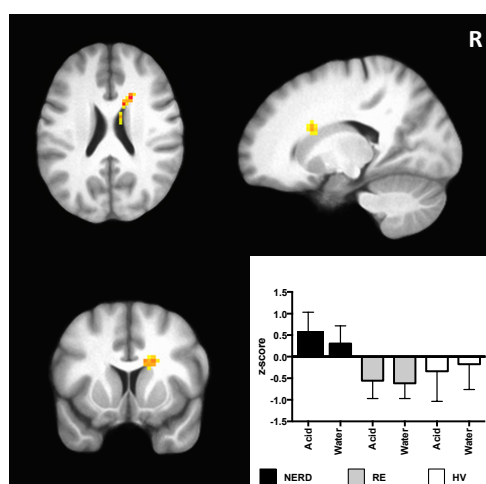 R
1.5
1.0
0.5
0.0
-0.5
-1.0
-1.5
z-score
Acid
Water
Acid
Water
Acid
Water
NERD RE HV